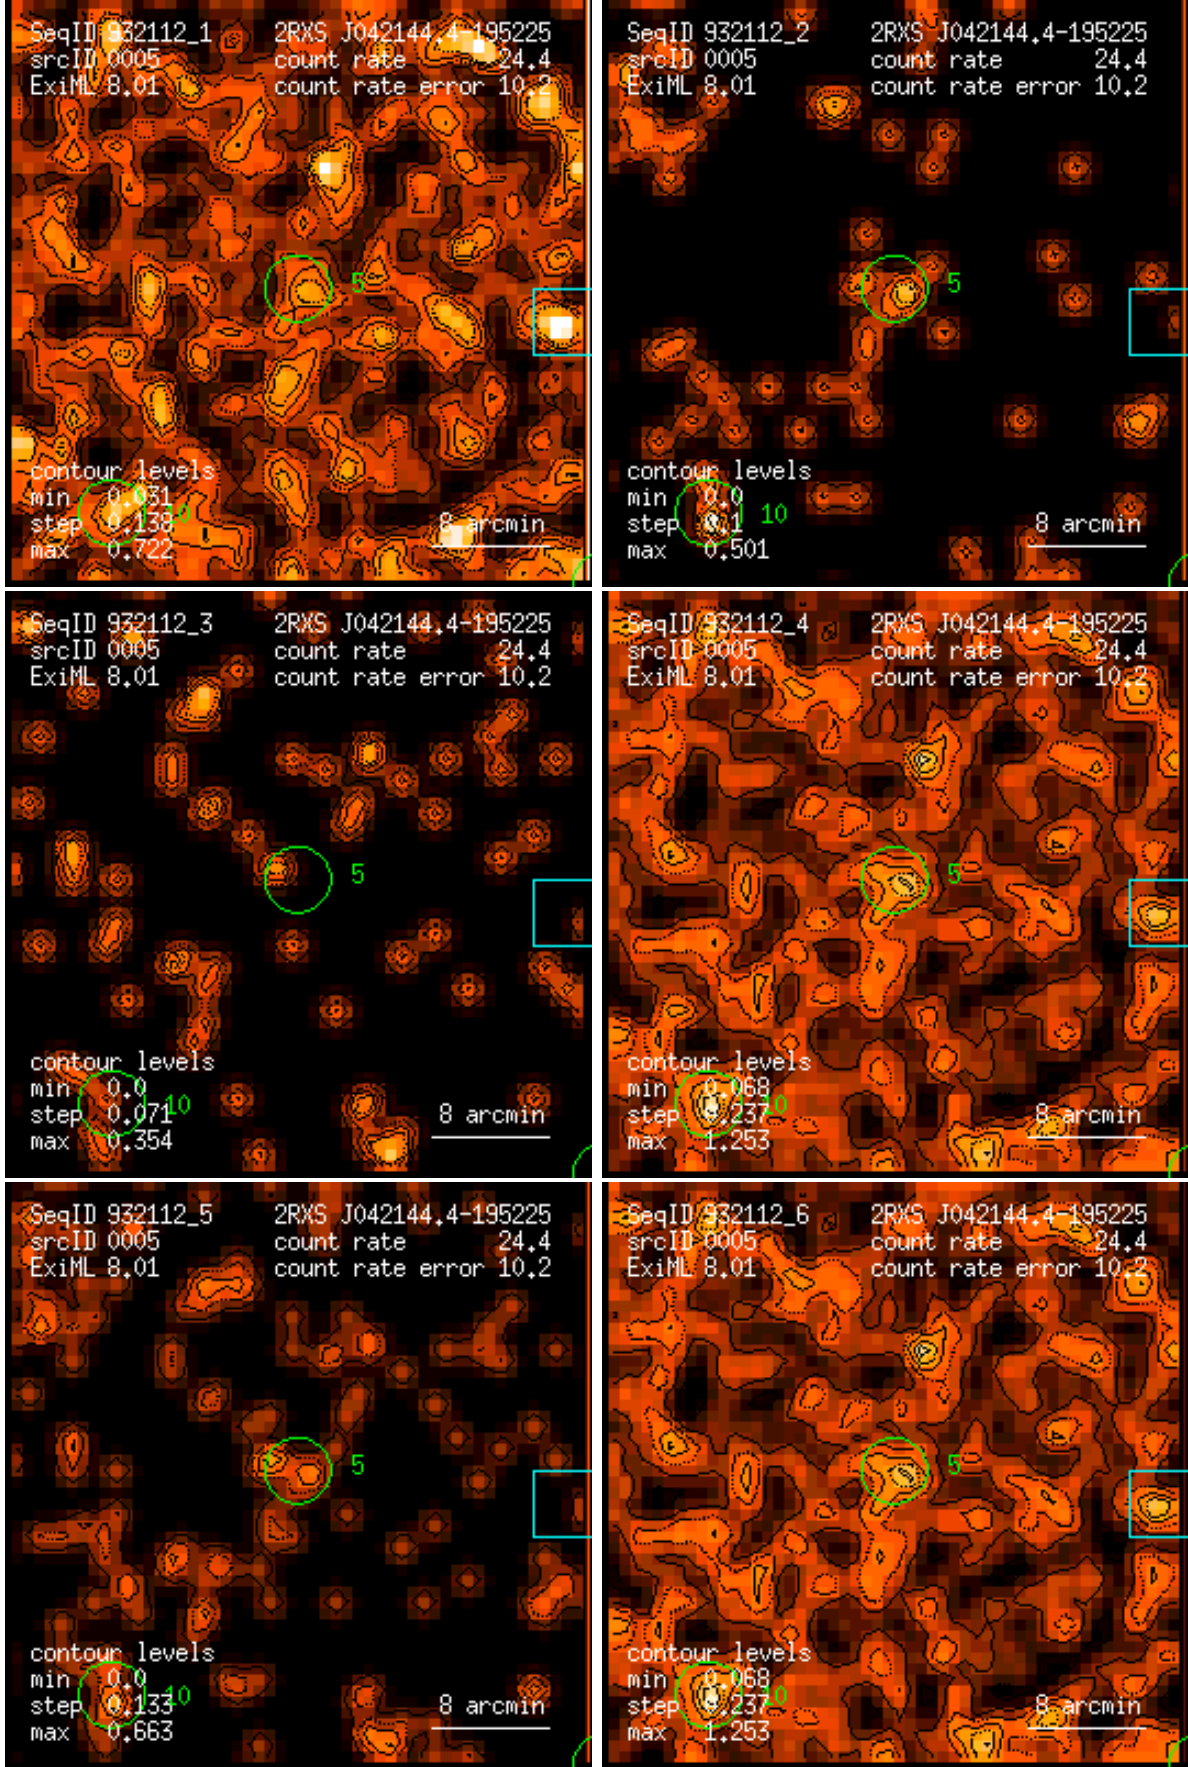 SeqID 932112_1 2RXS J042144.4-195225
srcID 0005 count rate 24.4
ExiML 8.01 count rate error 10.2
5
contour levels
min 0.031
step 0.138 10 8 arcmin
max 0.722
SeqID 932112_2 2RXS J042144.4-195225
srcID 0005 count rate 24.4
ExiML 8.01 count rate error 10.2
5
contour levels
min 0.0
step 0.1 10 8 arcmin
max 0.501
SeqID 932112_3 2RXS J042144.4-195225
srcID 0005 count rate 24.4
ExiML 8.01 count rate error 10.2
5
contour levels
min 0.0
step 0.071 10 8 arcmin
max 0.354
SeqID 932112_4 2RXS J042144.4-195225
srcID 0005 count rate 24.4
ExiML 8.01 count rate error 10.2
5
contour levels
min 0.068
step 0.237 10 8 arcmin
max 1.253
SeqID 932112_5 2RXS J042144.4-195225
srcID 0005 count rate 24.4
ExiML 8.01 count rate error 10.2
5
contour levels
min 0.0
step 0.133 10 8 arcmin
max 0.663
SeqID 932112_6 2RXS J042144.4-195225
srcID 0005 count rate 24.4
ExiML 8.01 count rate error 10.2
5
contour levels
min 0.068
step 0.237 10 8 arcmin
max 1.253